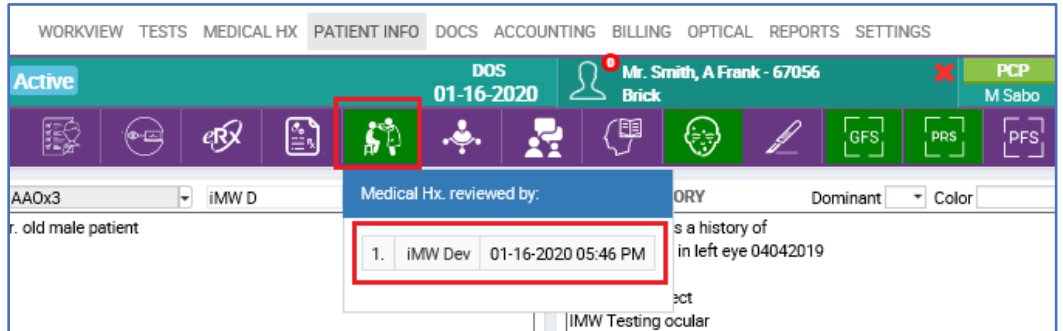 WORKVIEW TESTS MEDICAL HX PATIENT INFO DOCS ACCOUNTING BILLING OPTICAL REPORTS SETTINGS
Active
DOS
01-16-2020
0
Mr. Smith, A Frank - 67056
Brick
PCP
M Sabo
eRx
Rx
GFS
PRS
PFS
AAOx3
iMW D
Medical Hx. reviewed by:
ORY
Dominant
Color
r. old male patient
s a history of
1. iMW Dev 01-16-2020 05:46 PM
in left eye 04042019
ect
IMW Testing ocular